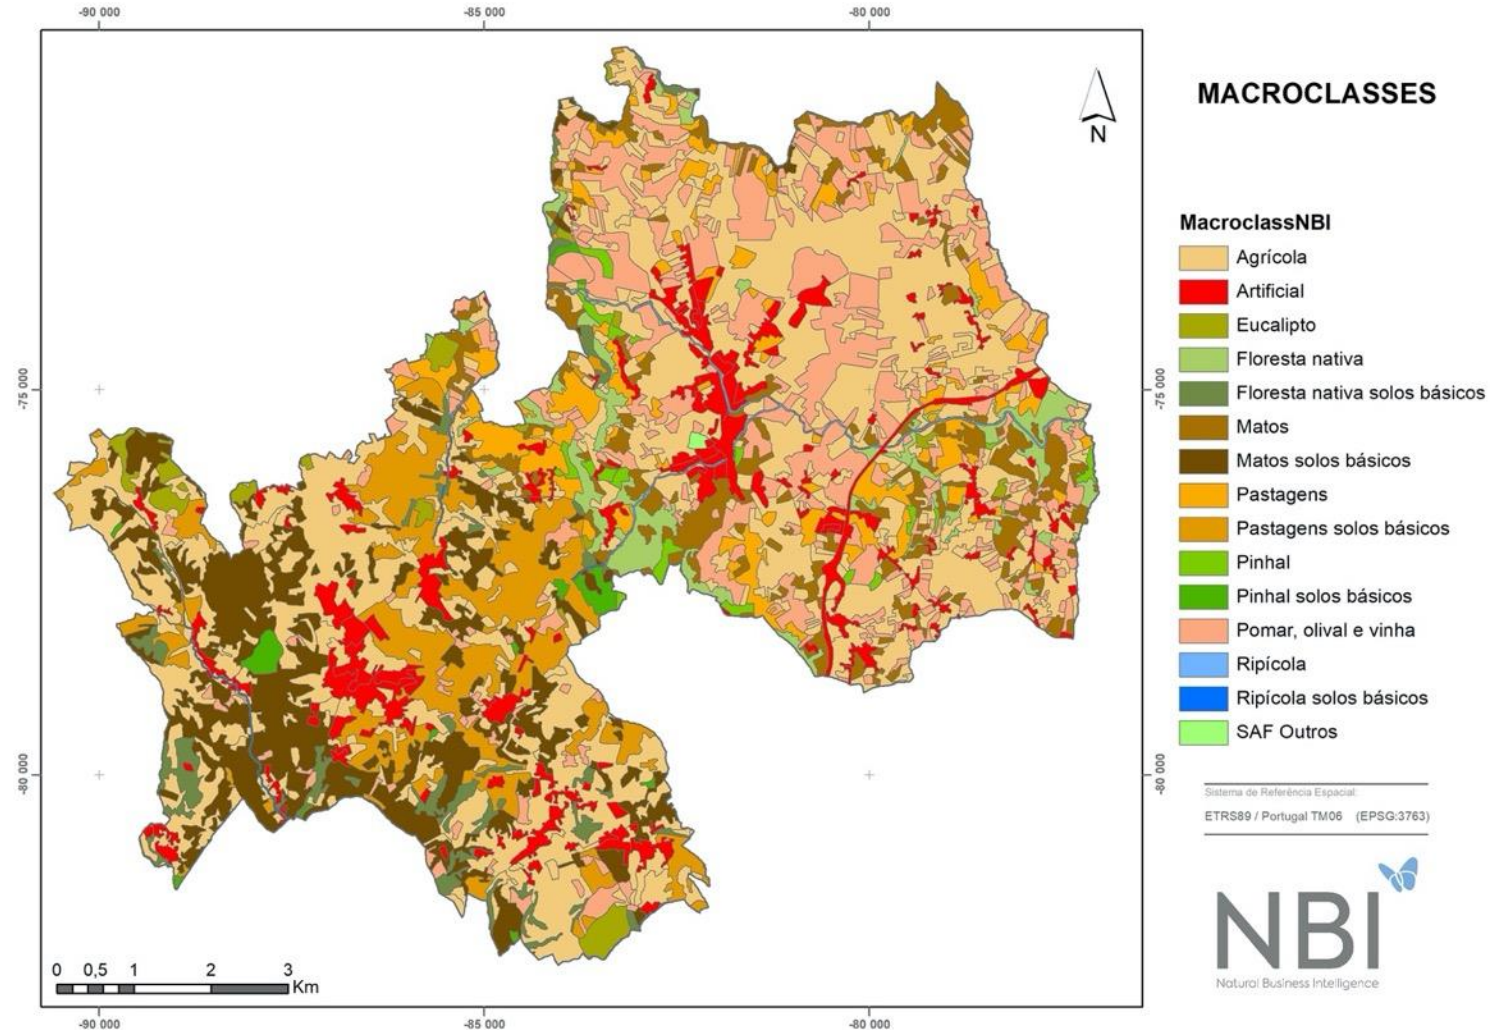 -90 000
-85 000
-80 000
MACROCLASSES
N
MacroclassNBI
Agrícola
Artificial
Eucalipto
Floresta nativa
-75 000
-75 000
Floresta nativa solos básicos
Matos
Matos solos básicos
Pastagens
Pastagens solos básicos
Pinhal
Pinhal solos básicos
Pomar, olival e vinha
Ripícola
Ripícola solos básicos
SAF Outros
-80 000
-80 000
Sistema de Referência Espacial:
ETRS89 / Portugal TM06 (EPSG:3763)
NBI
Natural Business Intelligence
0 0,5 1 2 3
Km
-90 000
-85 000
-80 000